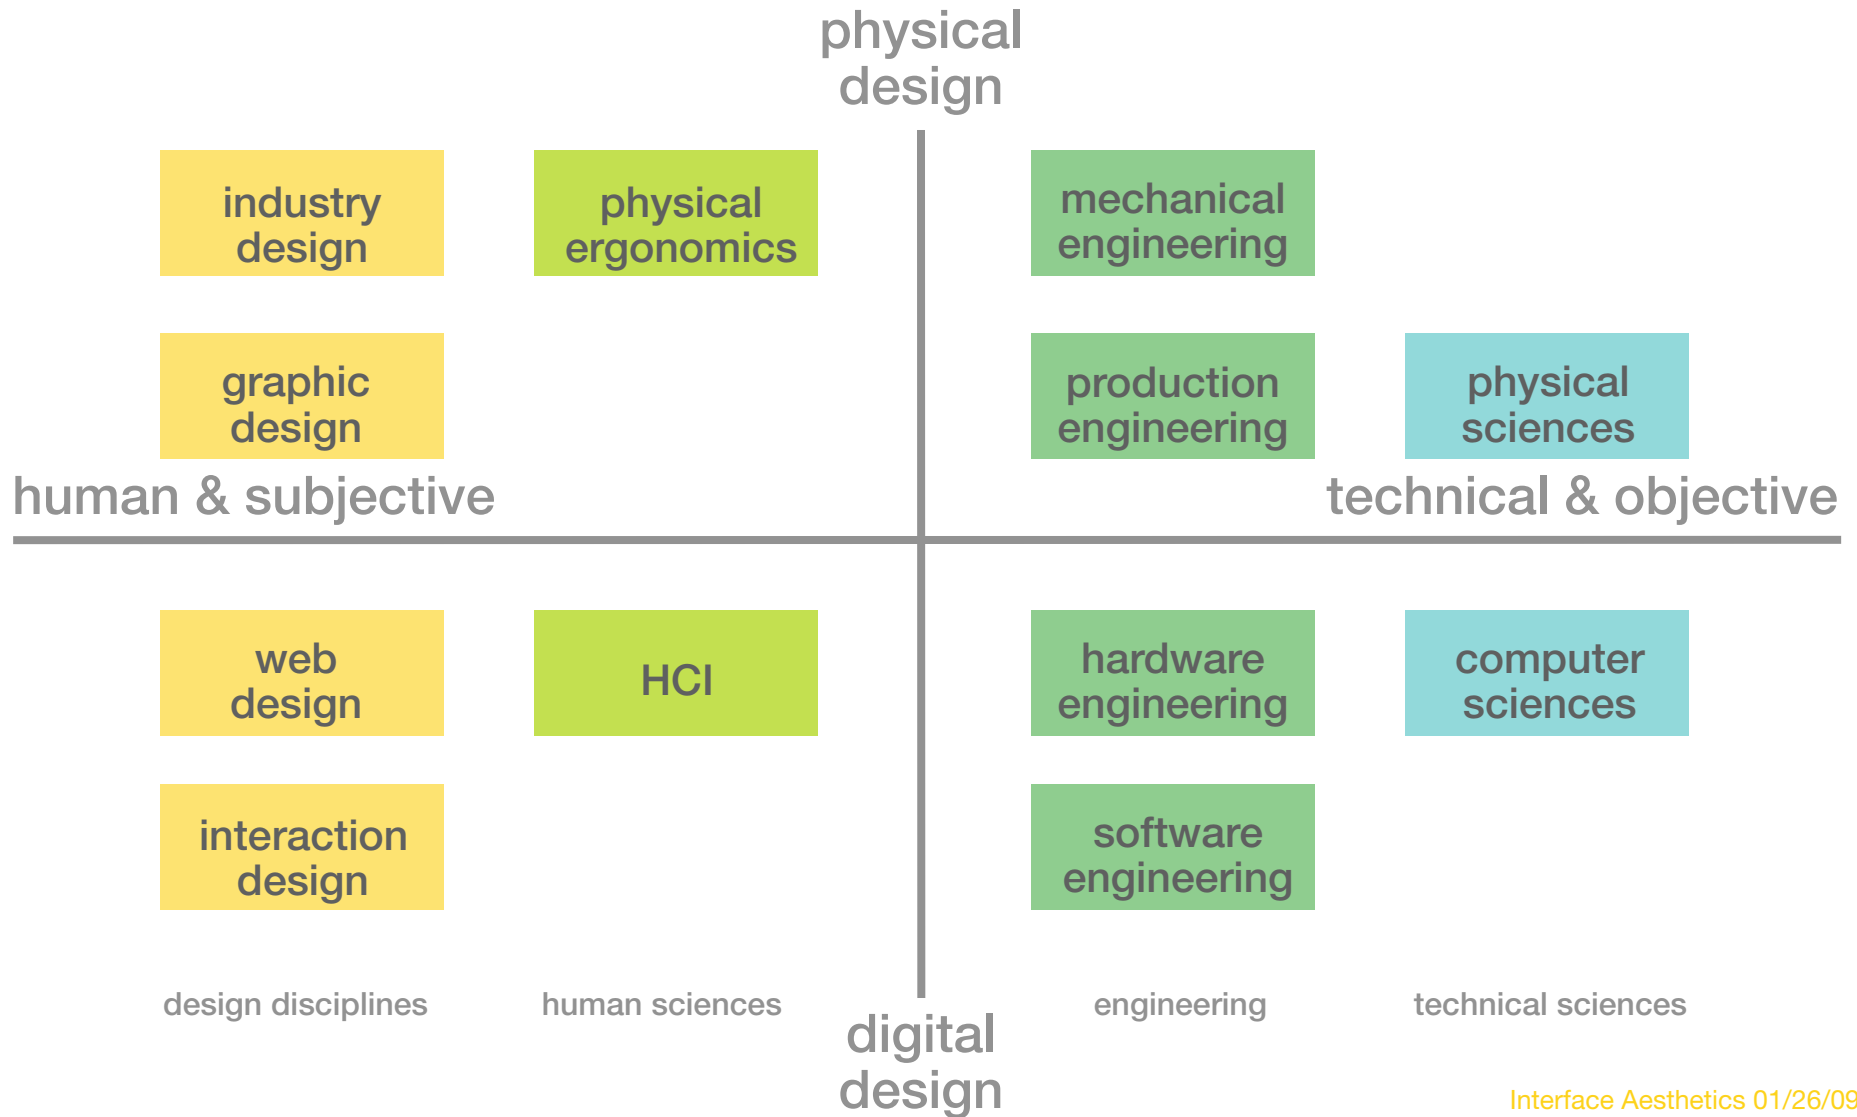 physical
design
industry
design
physical
ergonomics
mechanical
engineering
graphic
design
production
engineering
physical
sciences
human & subjective
technical & objective
web
design
HCI
hardware
engineering
computer
sciences
interaction
design
software
engineering
design disciplines
human sciences
engineering
technical sciences
digital
design
Interface Aesthetics 01/26/09